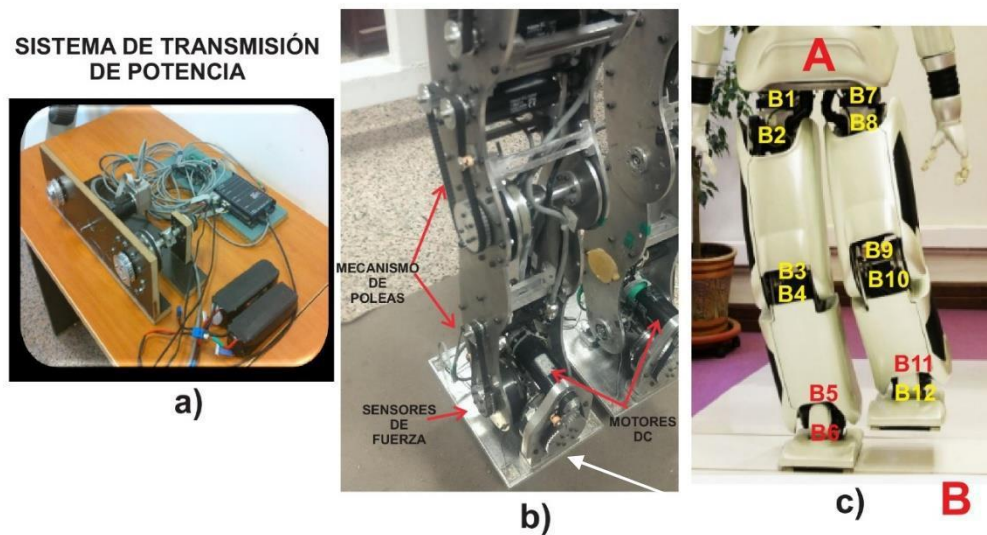 SISTEMA DE TRANSMISIÓN
DE POTENCIA
a)
MECANISMO
DE
POLEAS
SENSORES
DE
FUERZA
MOTORES
DC
b)
A
B1
B7
B2
B8
B3
B4
B9
B10
B5
B6
B11
B12
B
c)